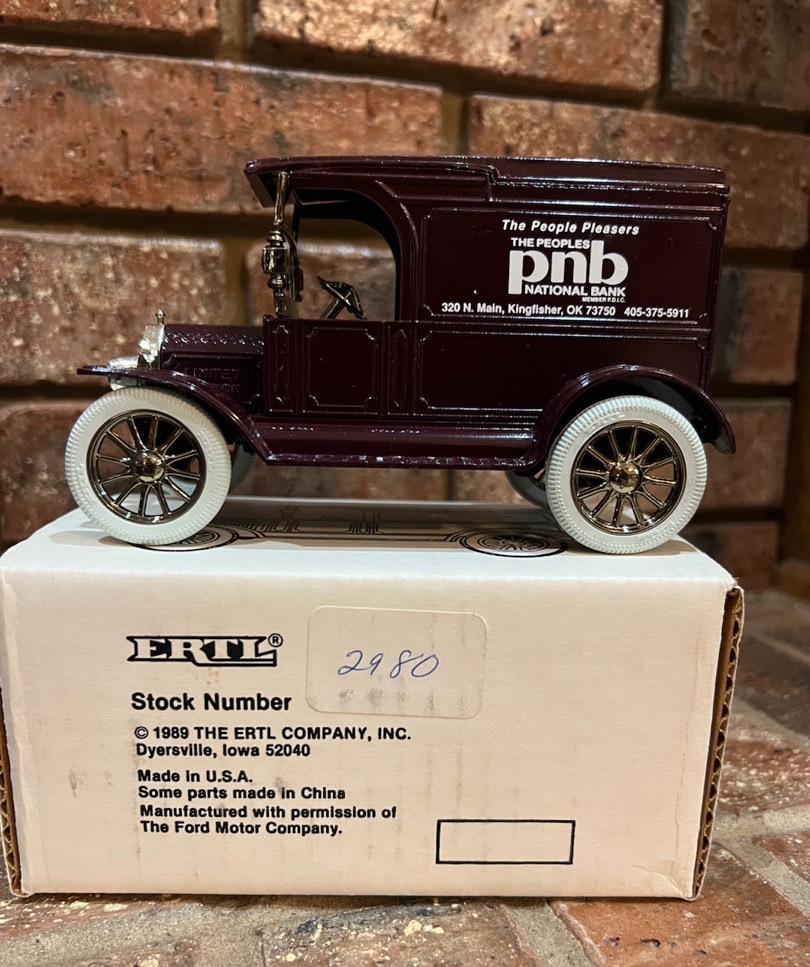 The People Pleasers
THE PEOPLES
pnb
NATIONAL BANK
MEMBER F.D.I.C.
320 N. Main, Kingfisher, OK 73750 405-375-5911
LIMITED
ERTL®
2980
Stock Number
© 1989 THE ERTL COMPANY, INC.
Dyersville, Iowa 52040
Made in U.S.A.
Some parts made in China
Manufactured with permission of
The Ford Motor Company.